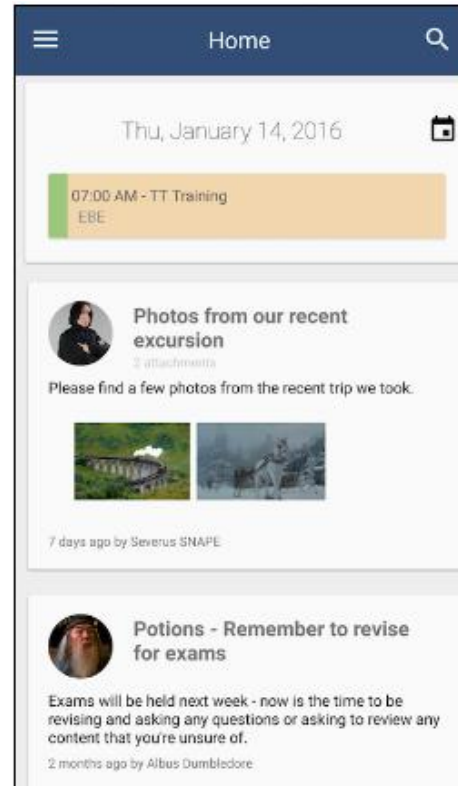 Home
Thu, January 14, 2016
07:00 AM - TT Training
EBE
Photos from our recent
excursion
2 attachments
Please find a few photos from the recent trip we took.
7 days ago by Severus SNAPE
Potions - Remember to revise
for exams
Exams will be held next week - now is the time to be
revising and asking any questions or asking to review any
content that you're unsure of.
2 months ago by Albus Dumbledore